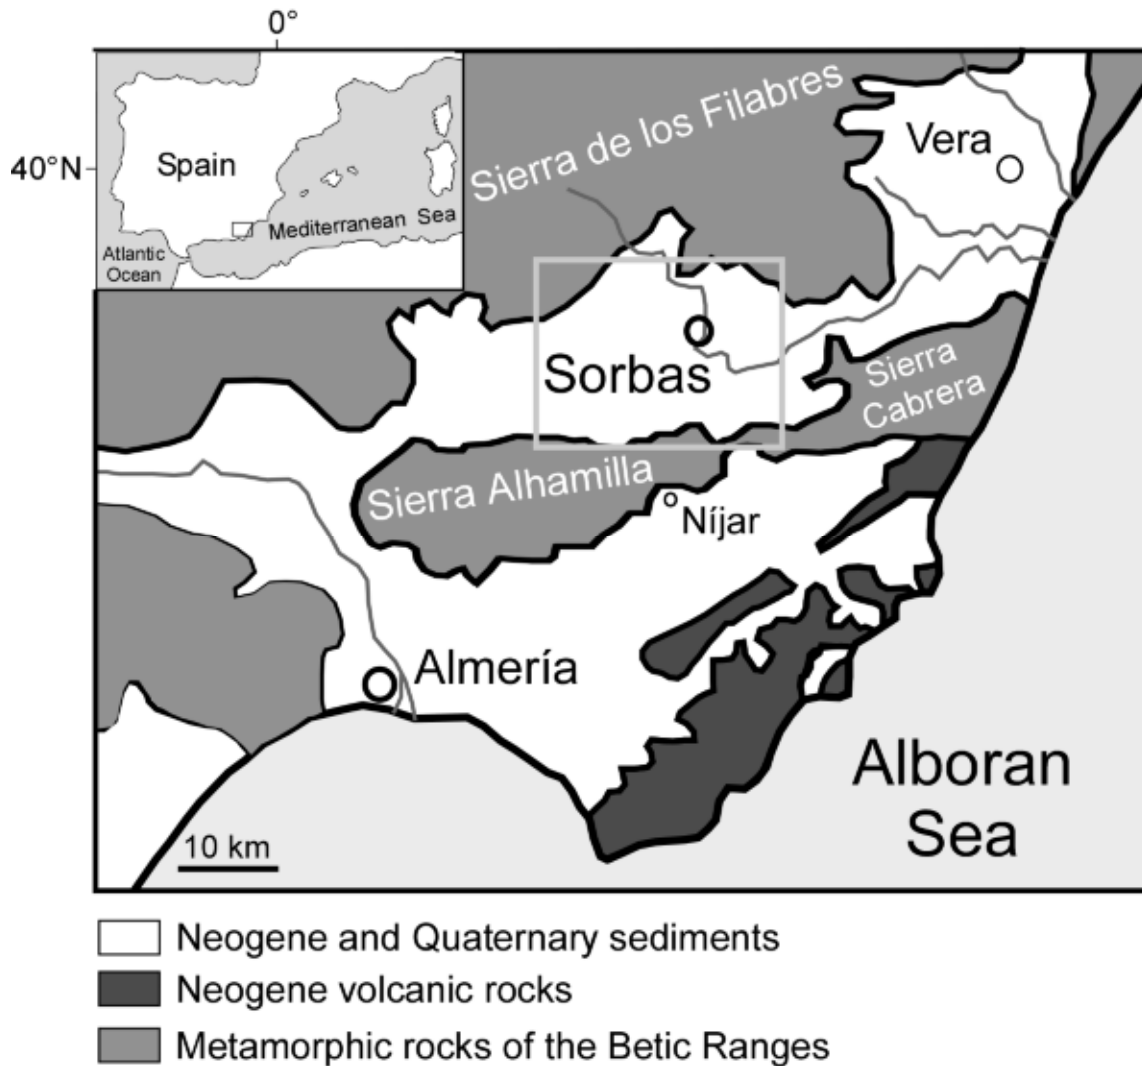 0°
40°N
Spain
Mediterranean Sea
Atlantic
Ocean
Sierra de los Filabres
Vera
Sorbas
Sierra
Cabrera
Sierra Alhamilla
Níjar
Almería
Alboran
Sea
10 km
Neogene and Quaternary sediments
Neogene volcanic rocks
Metamorphic rocks of the Betic Ranges